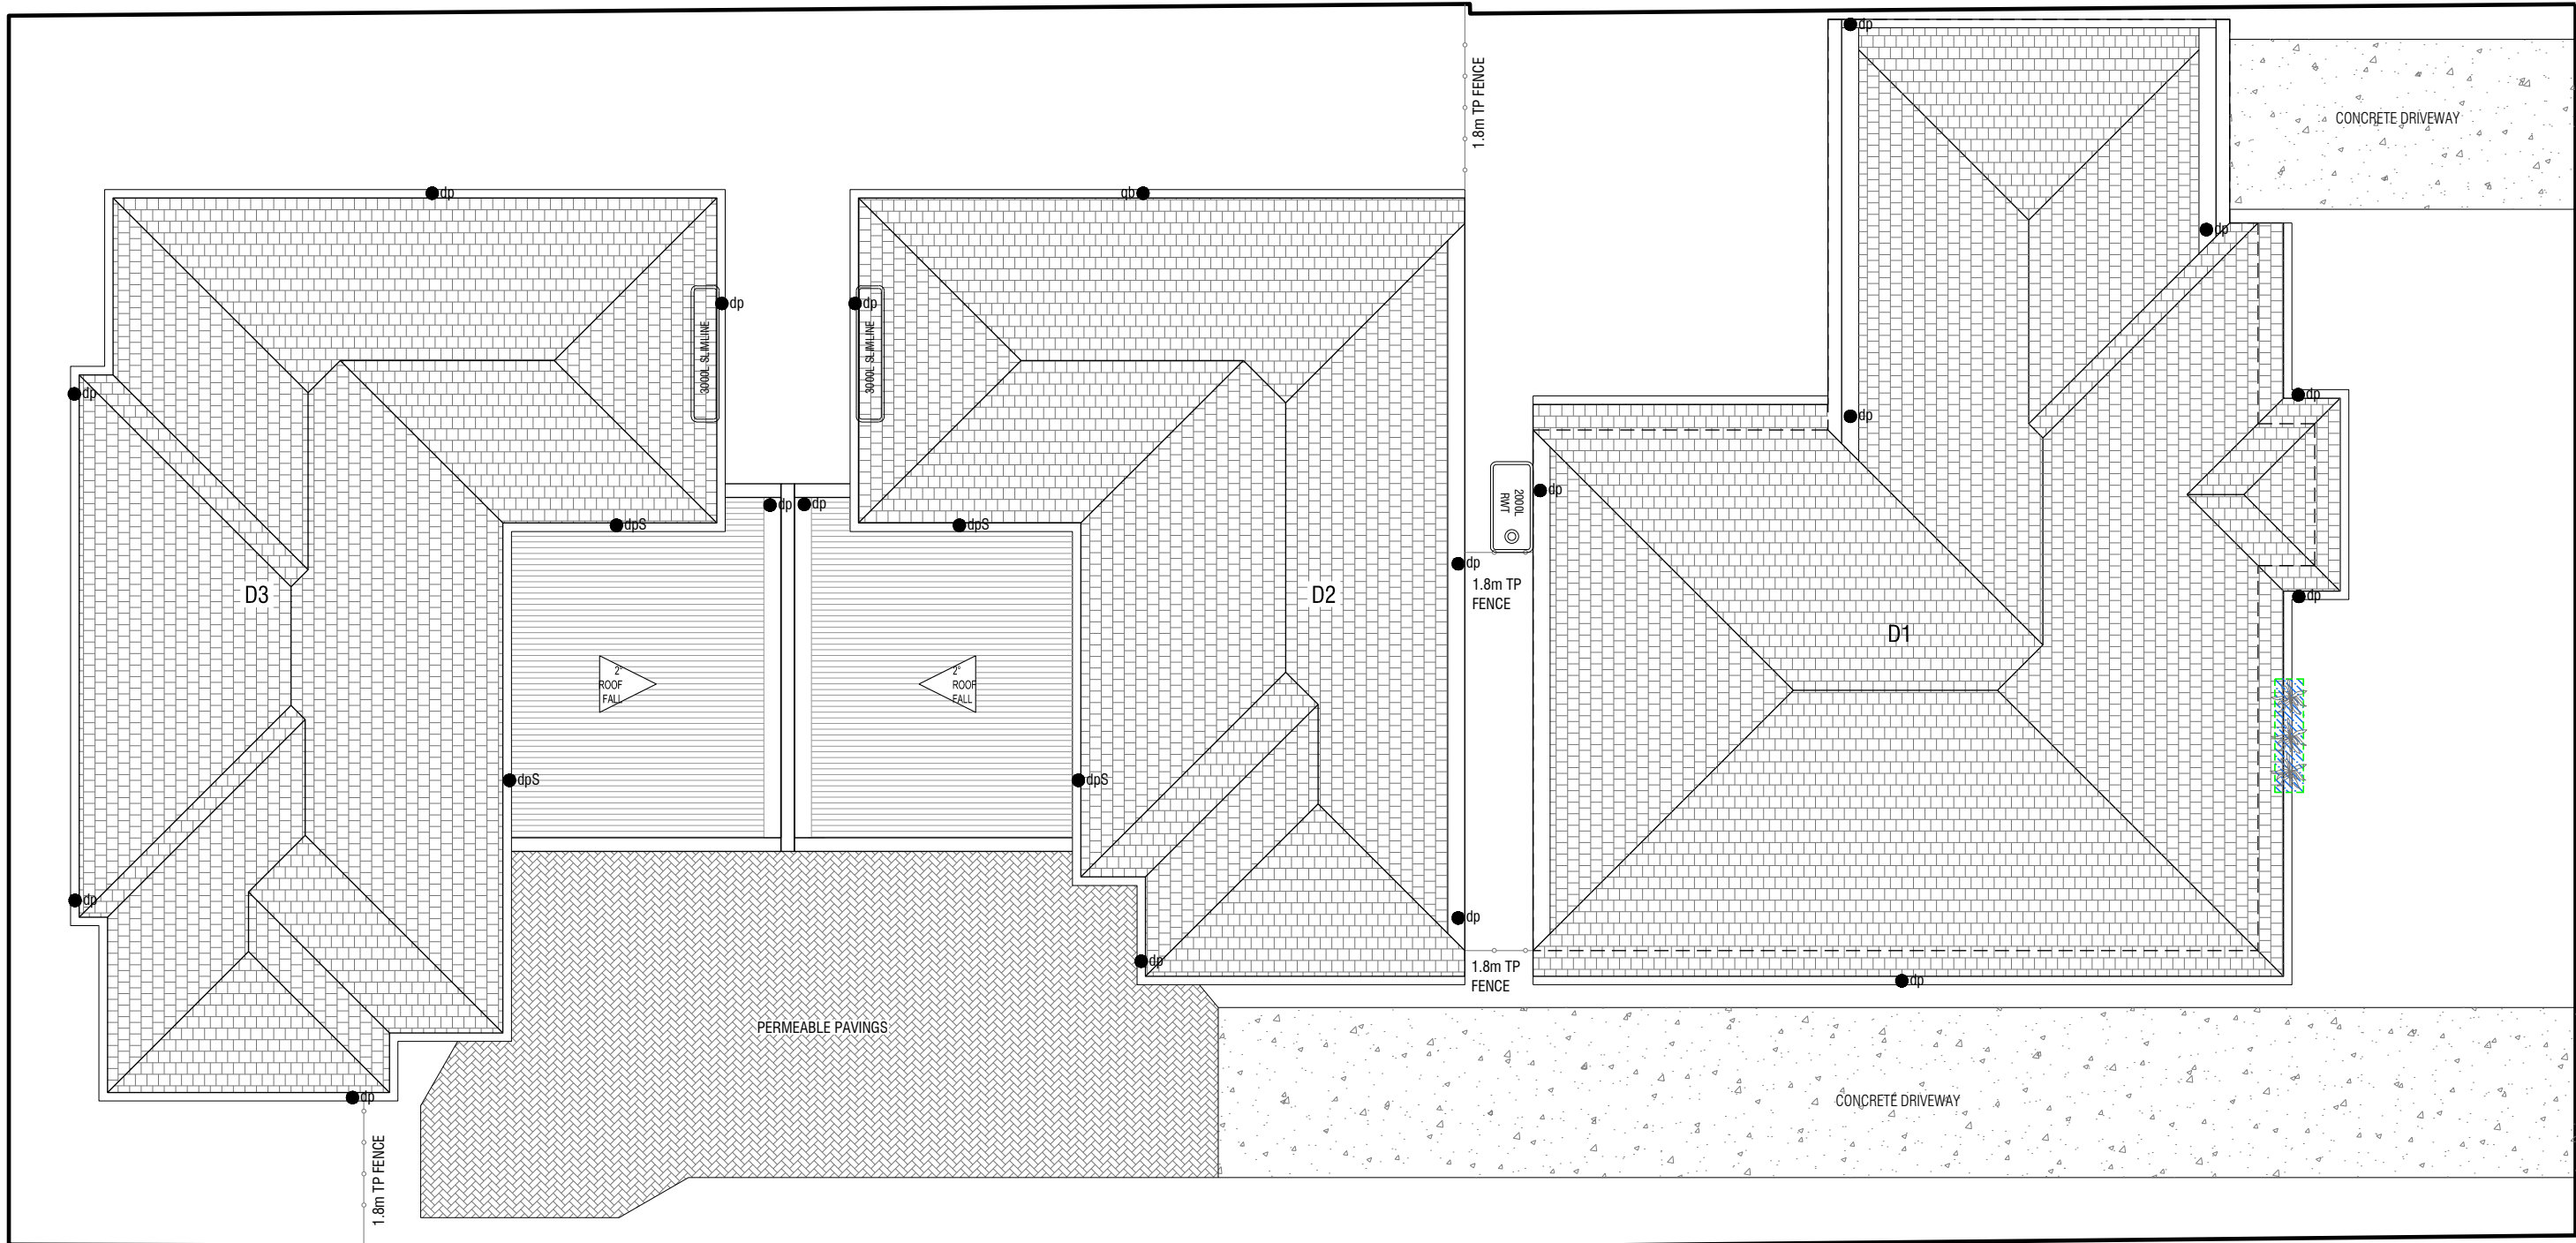 dp
CONCRETE DRIVEWAY
1.8m TP FENCE
dp
qb
dp
dp
dp
3000L SLIMLINE
3000L SLIMLINE
dp
dp
dp
dp
2000L
RWT
dp
dp
dp
dpS
dpS
dp
1.8m TP
FENCE
D3
D2
dp
D1
2°
ROOF
FALL
2°
ROOF
FALL
dpS
dpS
dp
dp
dp
1.8m TP
FENCE
dp
PERMEABLE PAVINGS
CONCRETE DRIVEWAY
dp
1.8m TP FENCE